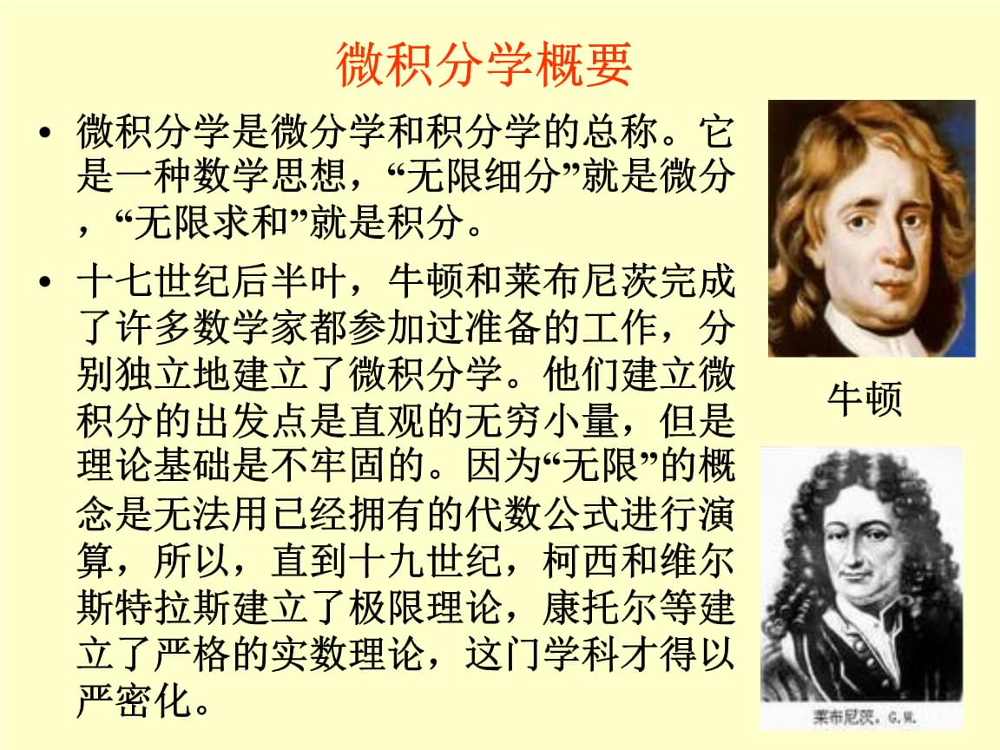 微积分学概要
• 微积分学是微分学和积分学的总称。它
是一种数学思想，“无限细分”就是微分
，“无限求和”就是积分。
• 十七世纪后半叶，牛顿和莱布尼茨完成
了许多数学家都参加过准备的工作，分
别独立地建立了微积分学。他们建立微
积分的出发点是直观的无穷小量，但是
理论基础是不牢固的。因为“无限”的概
念是无法用已经拥有的代数公式进行演
算，所以，直到十九世纪，柯西和维尔
斯特拉斯建立了极限理论，康托尔等建
立了严格的实数理论，这门学科才得以
严密化。
牛顿
莱布尼茨，G.W.